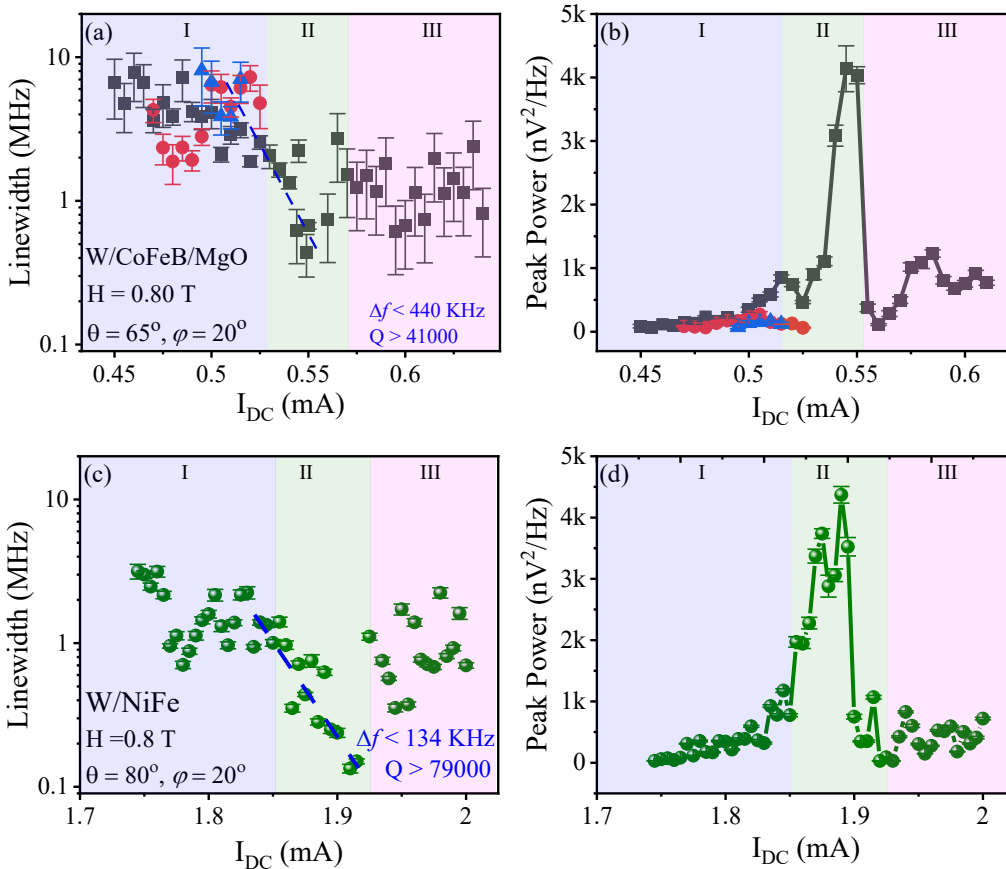 (a) I II III
Linewidth (MHz)
10
1
0.1
W/CoFeB/MgO
H = 0.80 T
θ = 65°, φ = 20°
Δf < 440 KHz
Q > 41000
0.45 0.5 0.55 0.6
I_DC (mA)
(b) I II III
Peak Power (nV²/Hz)
5k
4k
3k
2k
1k
0
0.45 0.5 0.55 0.6
I_DC (mA)
(c) I II III
Linewidth (MHz)
10
1
0.1
W/NiFe
H =0.8 T
θ = 80°, φ = 20°
Δf < 134 KHz
Q > 79000
1.7 1.8 1.9 2
I_DC (mA)
(d) I II III
Peak Power (nV²/Hz)
5k
4k
3k
2k
1k
0
1.7 1.8 1.9 2
I_DC (mA)